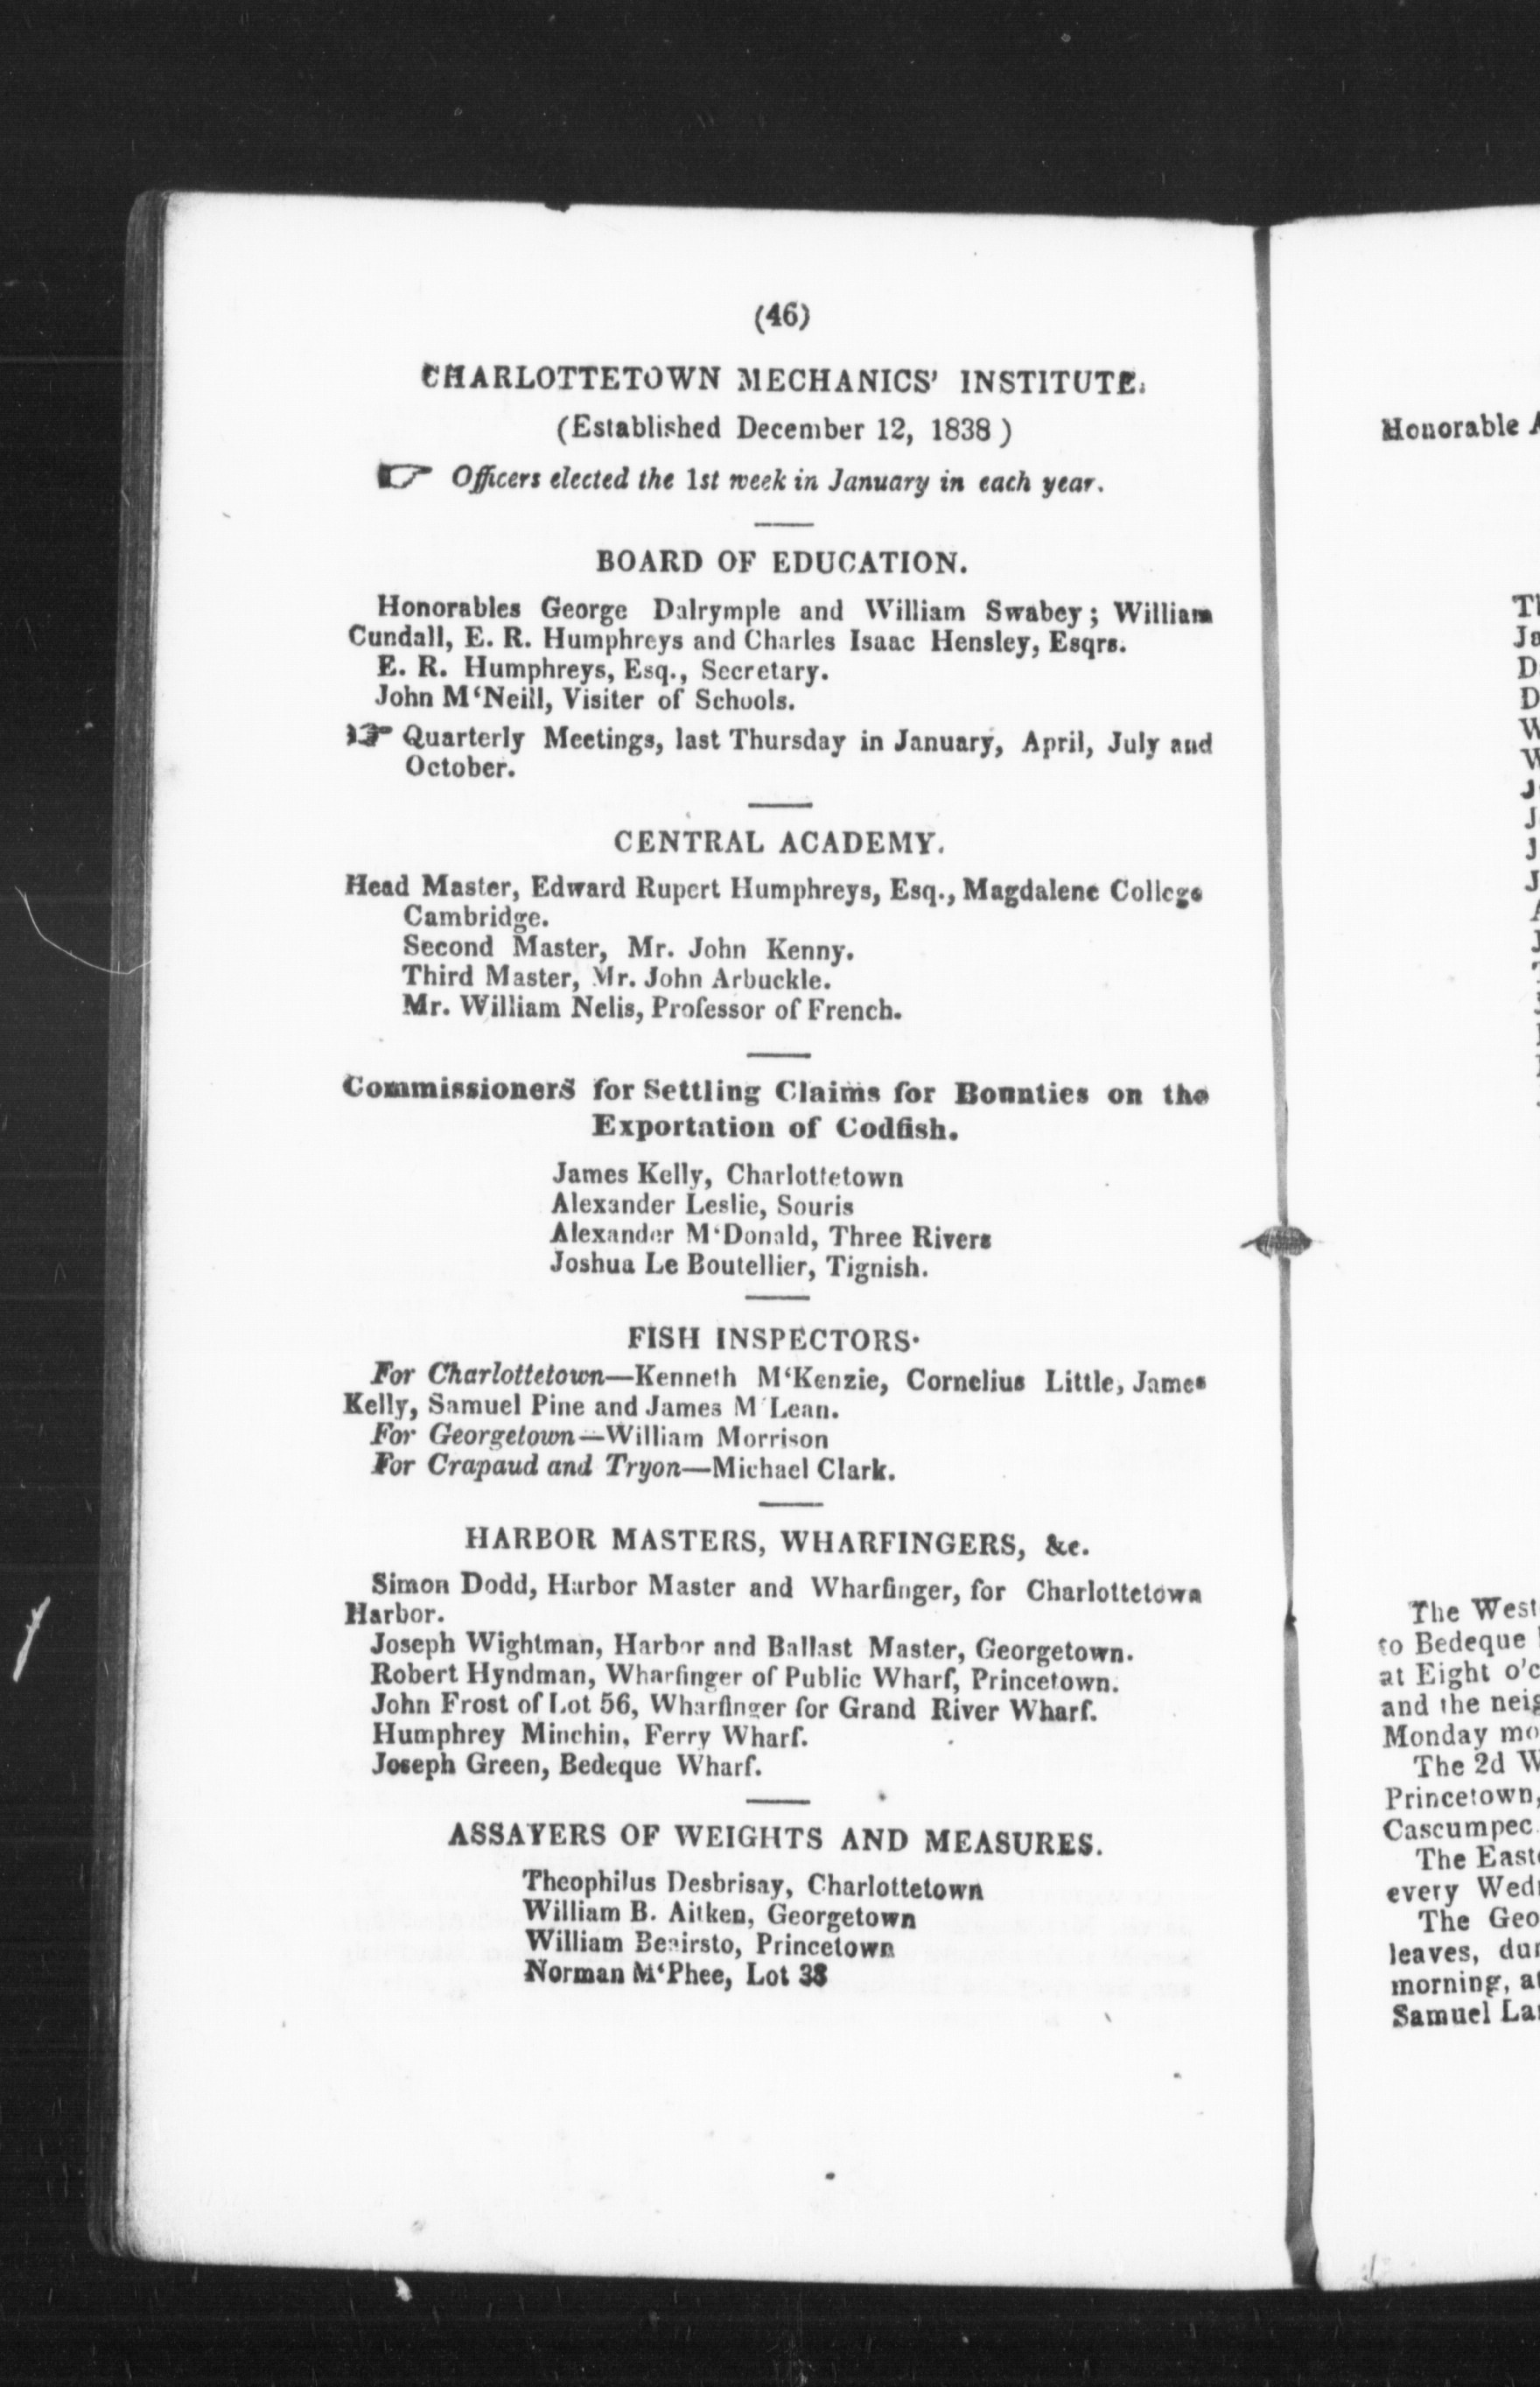 (46)
CHARLOTTETOWN MECHANICS' INSTITUTE.
(Established December 12, 1838)
☞ Officers elected the 1st week in January in each year.
BOARD OF EDUCATION.
Honorables George Dalrymple and William Swabey; William
Cundall, E. R. Humphreys and Charles Isaac Hensley, Esqrs.
E. R. Humphreys, Esq., Secretary.
John M‘Neill, Visiter of Schools.
☞ Quarterly Meetings, last Thursday in January, April, July and
October.
CENTRAL ACADEMY.
Head Master, Edward Rupert Humphreys, Esq., Magdalene College
Cambridge.
Second Master, Mr. John Kenny.
Third Master, Mr. John Arbuckle.
Mr. William Nelis, Professor of French.
Commissioners for Settling Claims for Bounties on the
Exportation of Codfish.
James Kelly, Charlottetown
Alexander Leslie, Souris
Alexander M‘Donald, Three Rivers
Joshua Le Boutellier, Tignish.
FISH INSPECTORS.
For Charlottetown—Kenneth M‘Kenzie, Cornelius Little, James
Kelly, Samuel Pine and James M‘Lean.
For Georgetown—William Morrison
For Crapaud and Tryon—Michael Clark.
HARBOR MASTERS, WHARFINGERS, &c.
Simon Dodd, Harbor Master and Wharfinger, for Charlottetown
Harbor.
Joseph Wightman, Harbor and Ballast Master, Georgetown.
Robert Hyndman, Wharfinger of Public Wharf, Princetown.
John Frost of Lot 56, Wharfinger for Grand River Wharf.
Humphrey Minchin, Ferry Wharf.
Joseph Green, Bedeque Wharf.
ASSAYERS OF WEIGHTS AND MEASURES.
Theophilus Desbrisay, Charlottetown
William B. Aitken, Georgetown
William Beairsto, Princetown
Norman M‘Phee, Lot 38
Honorable
The West
to Bedeque
at Eight o'c
and the neig
Monday mo
The 2d W
Princetown,
Cascumpec.
The East
every Wed
The Geo
leaves, du
morning, a
Samuel La